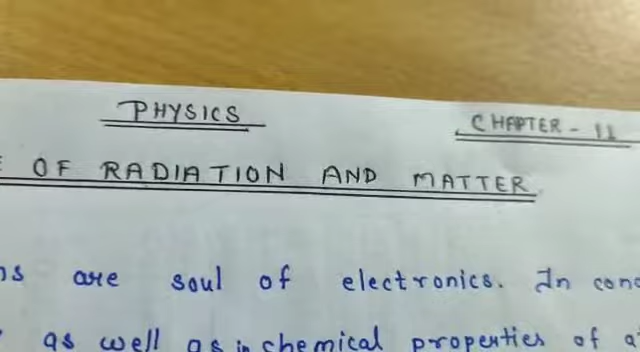 PHYSICS
CHAPTER - 11
OF RADIATION AND MATTER
are soul of electronics. In
as well as in chemical properties of